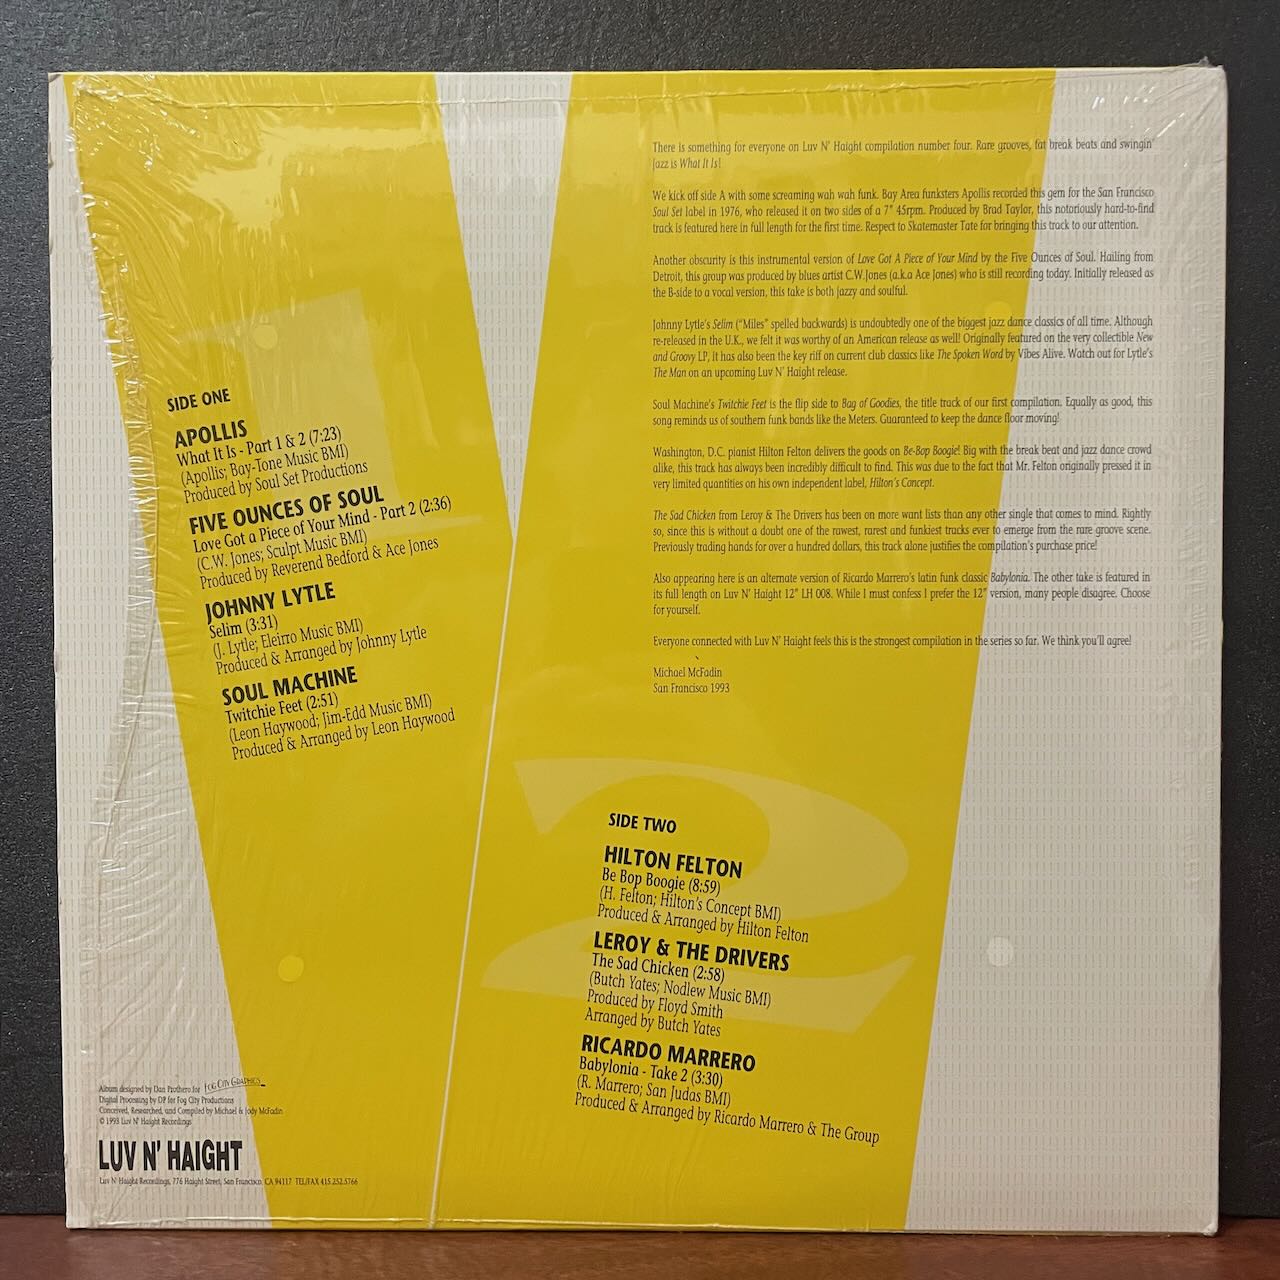 There is something for everyone on Luv N' Haight compilation number four. Rare grooves, fat break beats and swingin'
jazz is What It Is!
We kick off side A with some screaming wah wah funk. Bay Area funksters Apollis recorded this gem for the San Francisco
Soul Set label in 1976, who released it on two sides of a 7" 45rpm. Produced by Brad Taylor, this notoriously hard-to-find
track is featured here in full length for the first time. Respect to Skatemaster Tate for bringing this track to our attention.
Another obscurity is this instrumental version of Love Got A Piece of Your Mind by the Five Ounces of Soul. Hailing from
Detroit, this group was produced by blues artist C.W.Jones (a.k.a Ace Jones) who is still recording today. Initially released as
the B-side to a vocal version, this take is both jazzy and soulful.
Johnny Lytle's Selim ("Miles" spelled backwards) is undoubtedly one of the biggest jazz dance classics of all time. Although
re-released in the U.K., we felt it was worthy of an American release as well! Originally featured on the very collectible New
and Groovy LP, it has also been the key riff on current club classics like The Spoken Word by Vibes Alive. Watch out for Lytle's
The Man on an upcoming Luv N' Haight release.
Soul Machine's Twitchie Feet is the flip side to Bag of Goodies, the title track of our first compilation. Equally as good, this
song reminds us of southern funk bands like the Meters. Guaranteed to keep the dance floor moving!
Washington, D.C. pianist Hilton Felton delivers the goods on Be-Bop Boogie! Big with the break beat and jazz dance crowd
alike, this track has always been incredibly difficult to find. This was due to the fact that Mr. Felton originally pressed it in
very limited quantities on his own independent label, Hilton's Concept.
The Sad Chicken from Leroy & The Drivers has been on more want lists than any other single that comes to mind. Rightly
so, since this is without a doubt one of the rawest, rarest and funkiest tracks ever to emerge from the rare groove scene.
Previously trading hands for over a hundred dollars, this track alone justifies the compilation's purchase price!
Also appearing here is an alternate version of Ricardo Marrero's latin funk classic Babylonia. The other take is featured in
its full length on Luv N' Haight 12" LH 008. While I must confess I prefer the 12" version, many people disagree. Choose
for yourself.
Everyone connected with Luv N' Haight feels this is the strongest compilation in the series so far. We think you'll agree!
Michael McFadin
San Francisco 1993
1
SIDE ONE
APOLLIS
What It Is - Part 1 & 2 (7:23)
(Apollis; Bay-Tone Music BMI)
Produced by Soul Set Productions
FIVE OUNCES OF SOUL
Love Got a Piece of Your Mind - Part 2 (2:36)
(C.W. Jones; Sculpt Music BMI)
Produced by Reverend Bedford & Ace Jones
JOHNNY LYTLE
Selim (3:31)
(J. Lytle; Eleirro Music BMI)
Produced & Arranged by Johnny Lytle
SOUL MACHINE
Twitchie Feet (2:51)
(Leon Haywood; Jim-Edd Music BMI)
Produced & Arranged by Leon Haywood
2
SIDE TWO
HILTON FELTON
Be Bop Boogie (8:59)
(H. Felton; Hilton's Concept BMI)
Produced & Arranged by Hilton Felton
LEROY & THE DRIVERS
The Sad Chicken (2:58)
(Butch Yates; Nodlew Music BMI)
Produced by Floyd Smith
Arranged by Butch Yates
RICARDO MARRERO
Babylonia - Take 2 (3:30)
(R. Marrero; San Judas BMI)
Produced & Arranged by Ricardo Marrero & The Group
Album designed by Dan Prothero for FOG CITY GRAPHICS
Digital Processing by DP for Fog City Productions
Conceived, Researched, and Compiled by Michael & Jody McFadin
© 1993 Luv N' Haight Recordings
LUV N' HAIGHT
Luv N' Haight Recordings, 776 Haight Street, San Francisco, CA 94117 TEL/FAX 415.252.5766